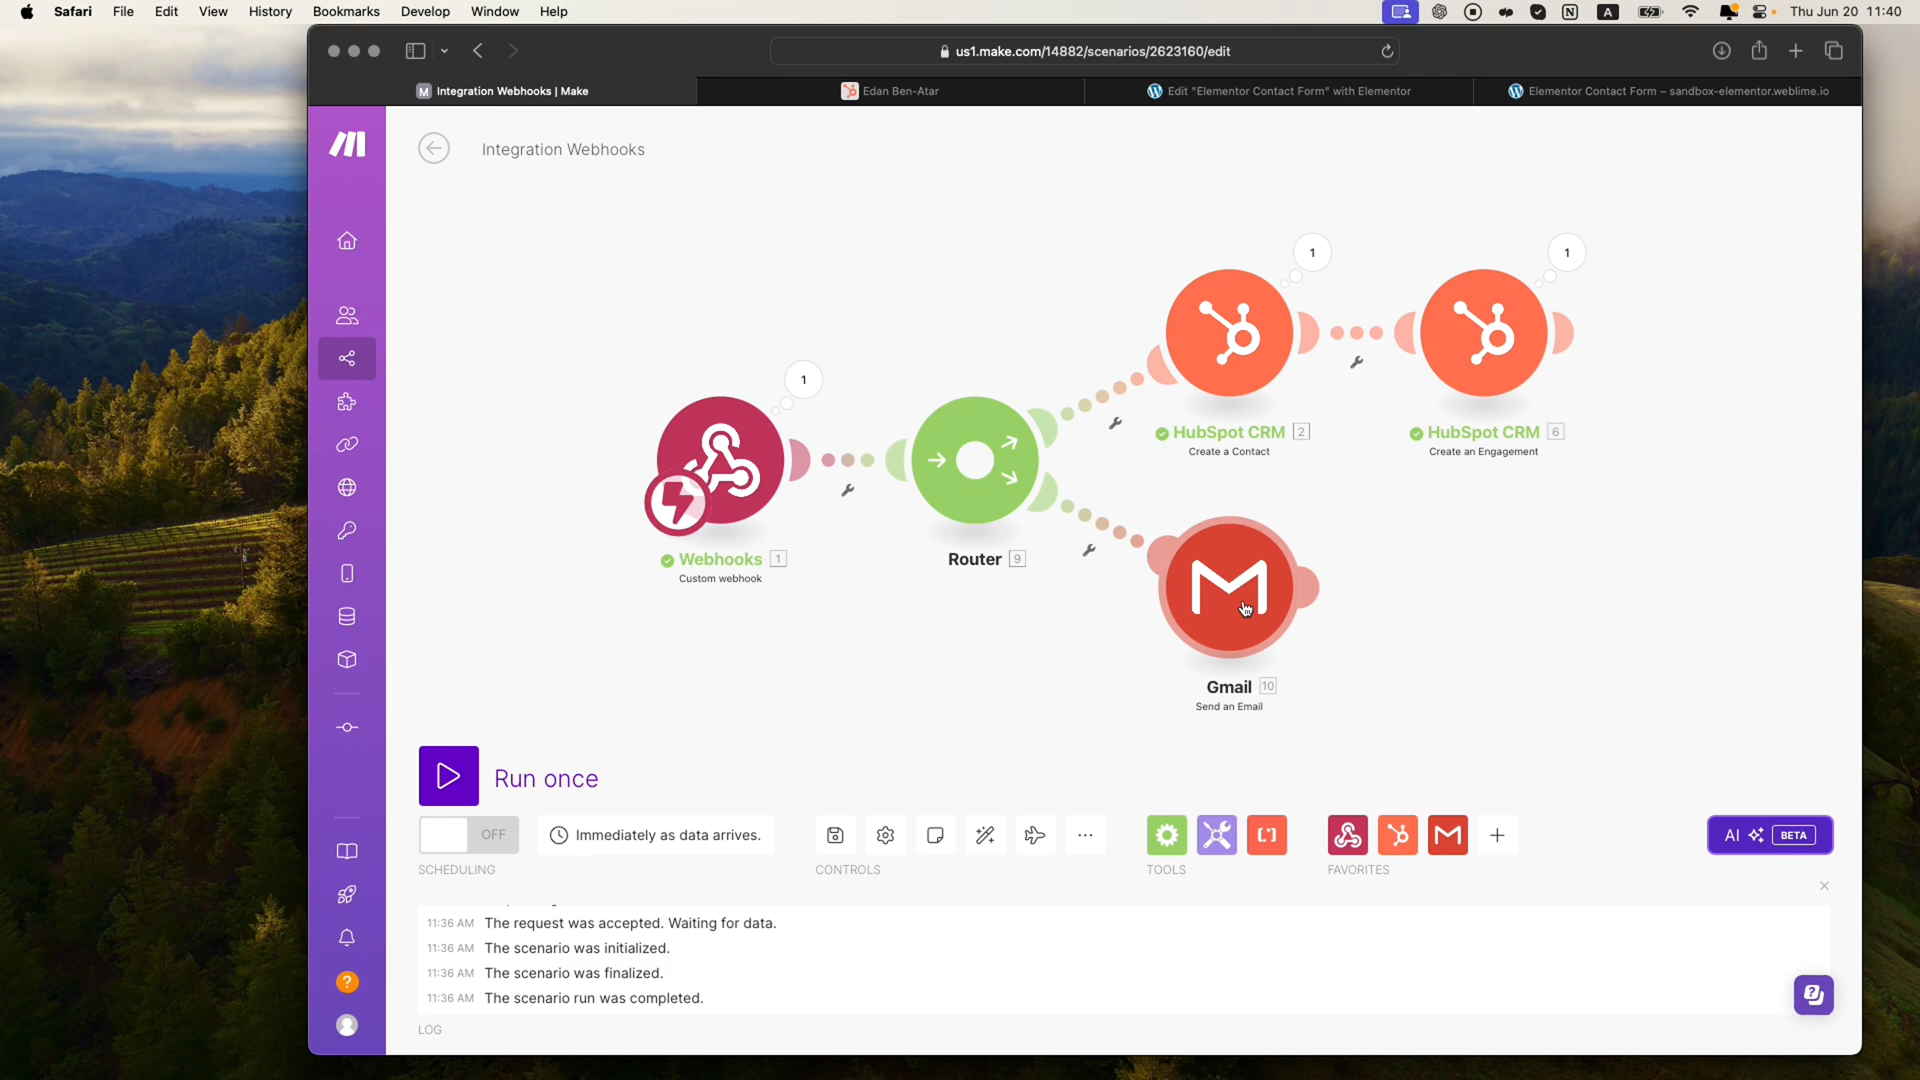 Safari File Edit View History Bookmarks Develop Window Help
A
Thu Jun 20 11:40
us1.make.com/14882/scenarios/2623160/edit
M Integration Webhooks | Make
Edan Ben-Atar
Edit "Elementor Contact Form" with Elementor
Elementor Contact Form – sandbox-elementor.weblime.io
Integration Webhooks
1
1
1
HubSpot CRM 2
Create a Contact
HubSpot CRM 6
Create an Engagement
Webhooks 1
Custom webhook
Router 9
Gmail 10
Send an Email
Run once
OFF
Immediately as data arrives.
AI BETA
SCHEDULING
CONTROLS
TOOLS
FAVORITES
11:36 AM The request was accepted. Waiting for data.
11:36 AM The scenario was initialized.
11:36 AM The scenario was finalized.
11:36 AM The scenario run was completed.
LOG